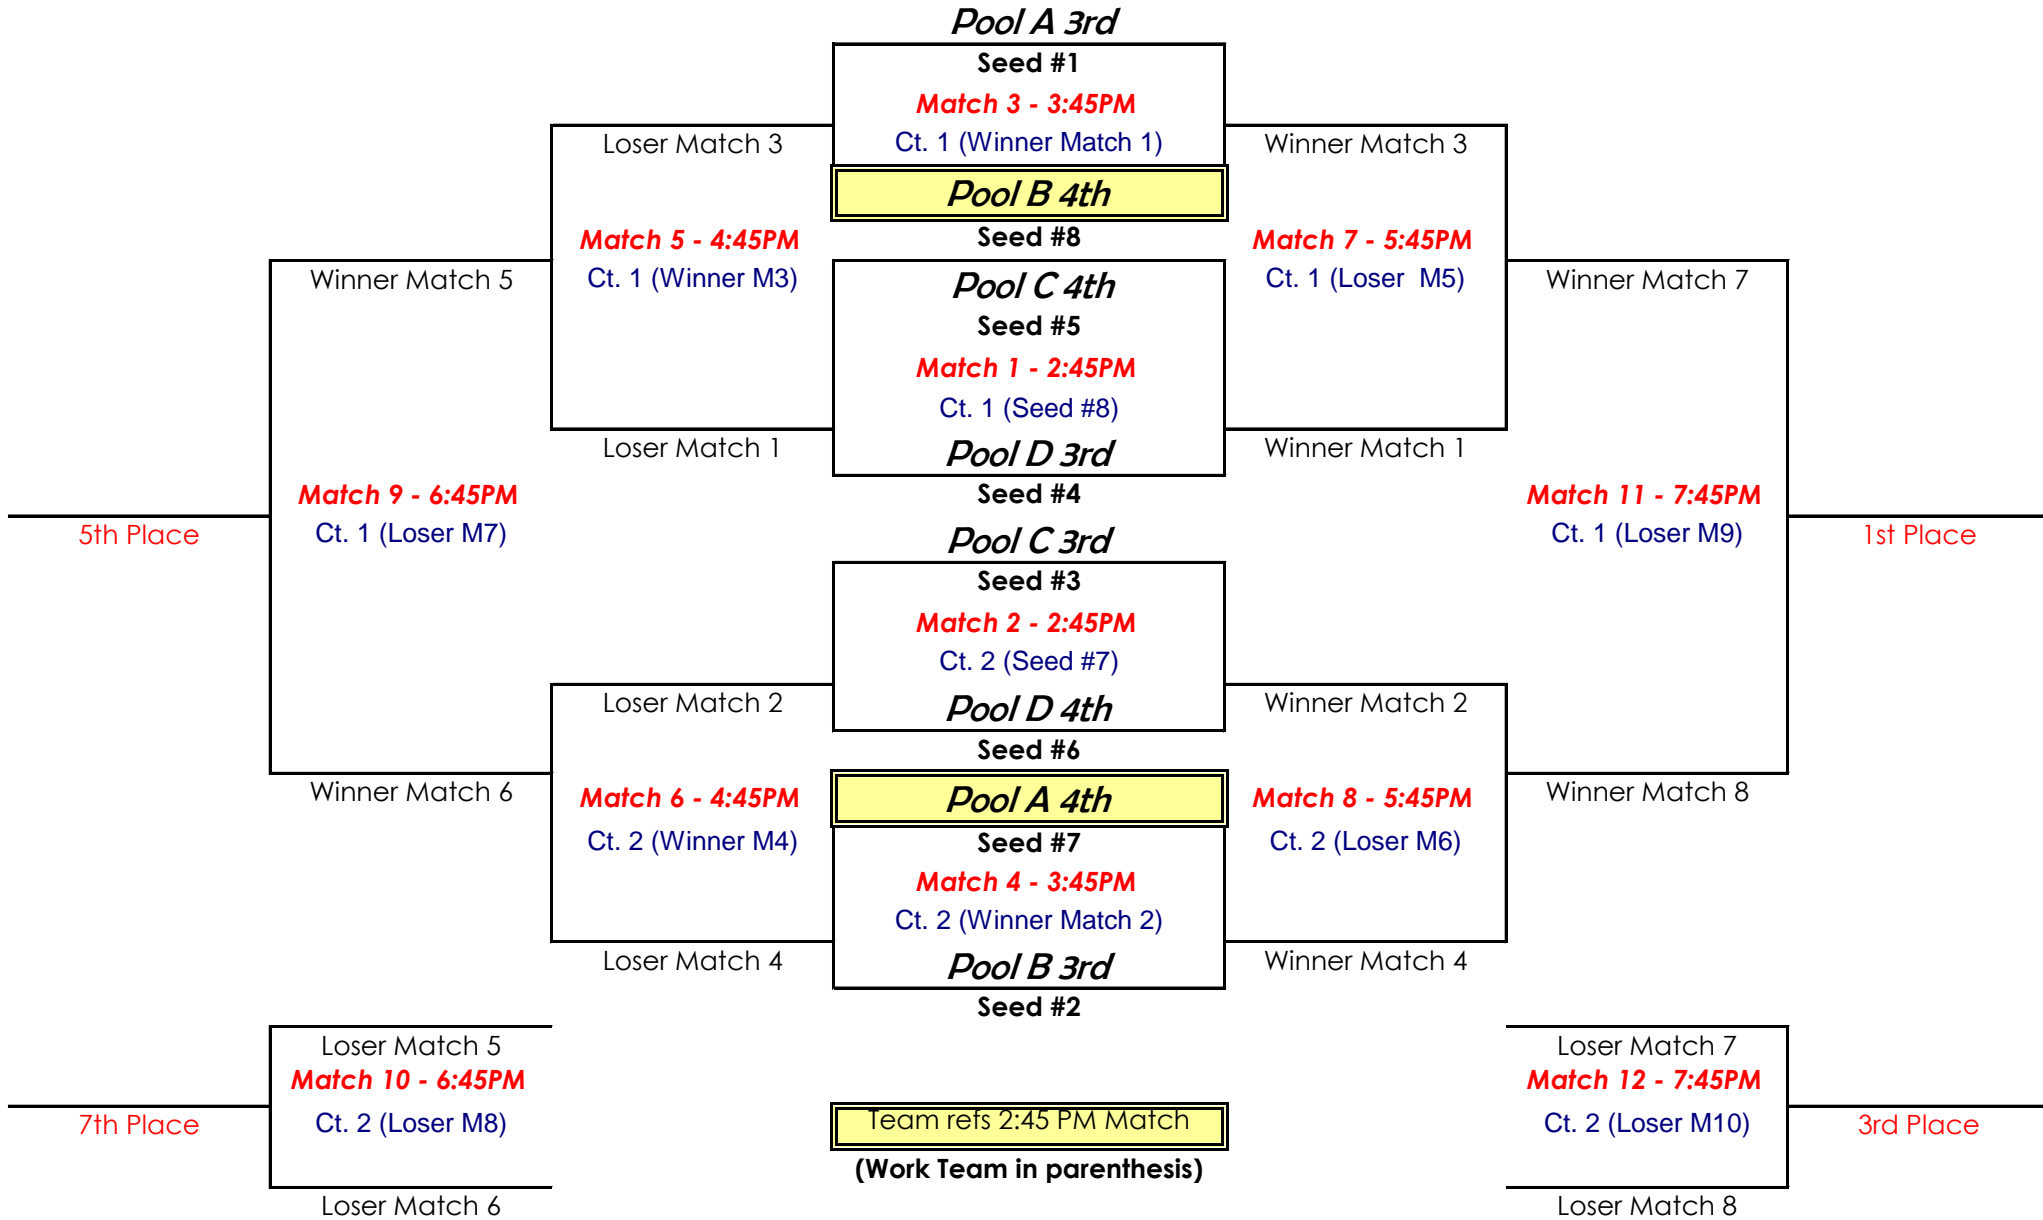 Pool A 3rd
Seed #1
Match 3 - 3:45PM
Loser Match 3
Ct. 1 (Winner Match 1)
Winner Match 3
Pool B 4th
Match 5 - 4:45PM
Seed #8
Match 7 - 5:45PM
Winner Match 5
Ct. 1 (Winner M3)
Pool C 4th
Ct. 1 (Loser  M5)
Winner Match 7
Seed #5
Match 1 - 2:45PM
Ct. 1 (Seed #8)
Loser Match 1
Pool D 3rd
Winner Match 1
Match 9 - 6:45PM
Seed #4
Match 11 - 7:45PM
5th Place
Ct. 1 (Loser M7)
Pool C 3rd
Ct. 1 (Loser M9)
1st Place
Seed #3
Match 2 - 2:45PM
Ct. 2 (Seed #7)
Loser Match 2
Pool D 4th
Winner Match 2
Seed #6
Winner Match 6
Match 6 - 4:45PM
Pool A 4th
Match 8 - 5:45PM
Winner Match 8
Ct. 2 (Winner M4)
Seed #7
Ct. 2 (Loser M6)
Match 4 - 3:45PM
Ct. 2 (Winner Match 2)
Loser Match 4
Pool B 3rd
Winner Match 4
Seed #2
Loser Match 5
Loser Match 7
Match 10 - 6:45PM
Match 12 - 7:45PM
7th Place
Ct. 2 (Loser M8)
Team refs 2:45 PM Match
Ct. 2 (Loser M10)
3rd Place
(Work Team in parenthesis)
Loser Match 6
Loser Match 8